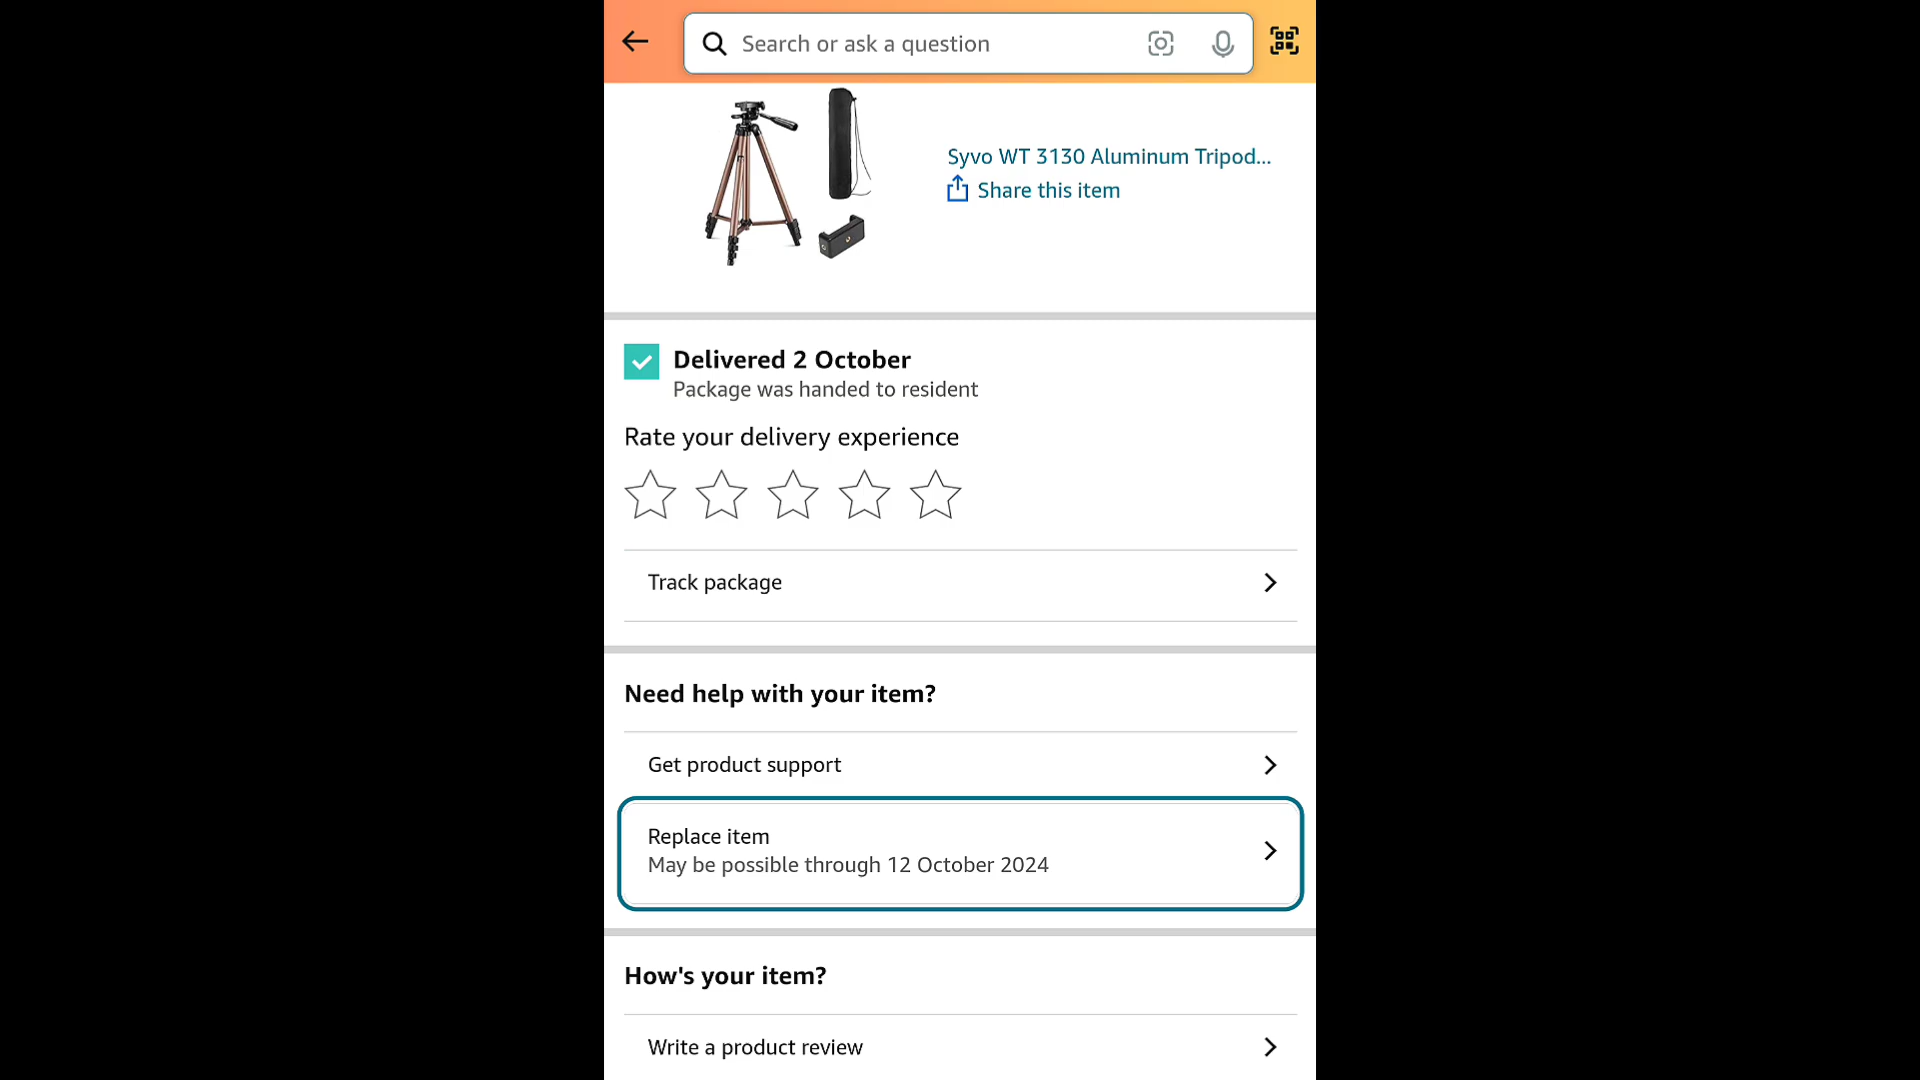 Search or ask a question
Syvo WT 3130 Aluminum Tripod...
Share this item
Delivered 2 October
Package was handed to resident
Rate your delivery experience
Track package
Need help with your item?
Get product support
Replace item
May be possible through 12 October 2024
How's your item?
Write a product review